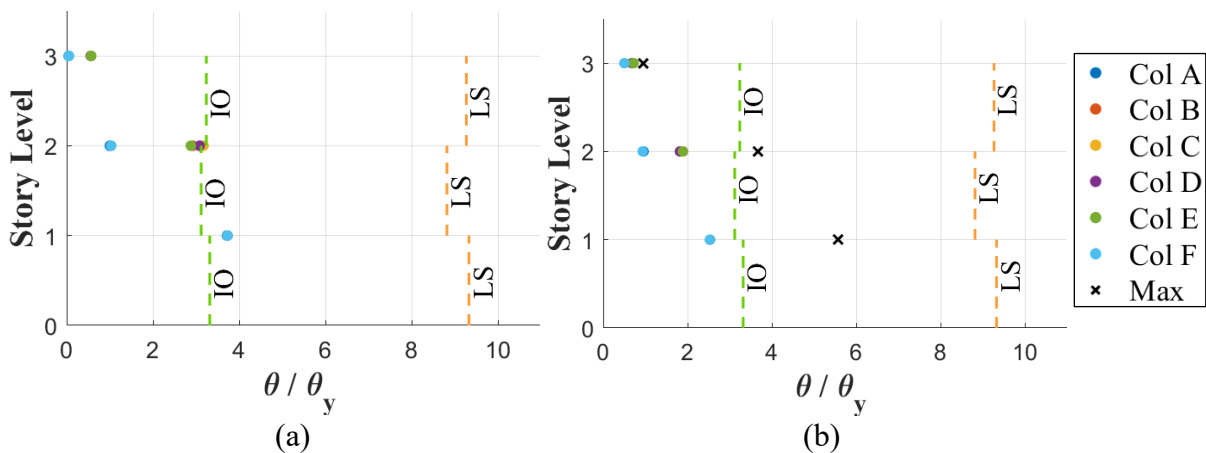 3
2
1
0
Story Level
IO
LS
IO
LS
IO
LS
0
2
4
6
8
10
θ / θy
(a)
3
2
1
0
Story Level
IO
LS
IO
LS
IO
LS
0
2
4
6
8
10
θ / θy
(b)
Col A
Col B
Col C
Col D
Col E
Col F
Max